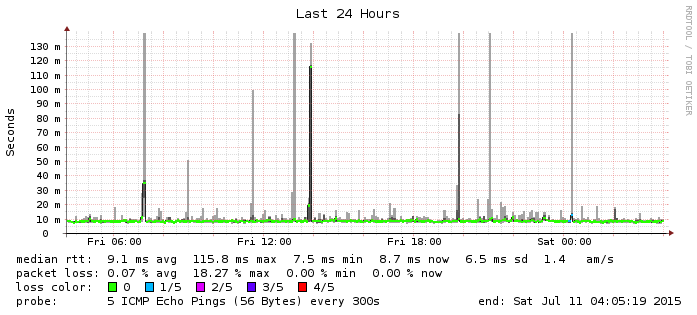 Last 24 Hours
RRDTOOL / TOBI OETIKER
Seconds
130 m
120 m
110 m
100 m
90 m
80 m
70 m
60 m
50 m
40 m
30 m
20 m
10 m
0
Fri 06:00 Fri 12:00 Fri 18:00 Sat 00:00
median rtt: 9.1 ms avg 115.8 ms max 7.5 ms min 8.7 ms now 6.5 ms sd 1.4 am/s
packet loss: 0.07 % avg 18.27 % max 0.00 % min 0.00 % now
loss color: 0 1/5 2/5 3/5 4/5
probe: 5 ICMP Echo Pings (56 Bytes) every 300s end: Sat Jul 11 04:05:19 2015